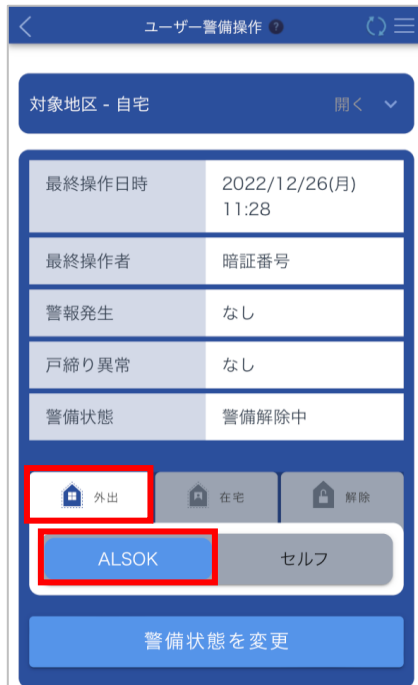 ユーザー警備操作 ?
対象地区 - 自宅 開く
最終操作日時 2022/12/26(月)
11:28
最終操作者 暗証番号
警報発生 なし
戸締り異常 なし
警備状態 警備解除中
外出 在宅 解除
ALSOK セルフ
警備状態を変更